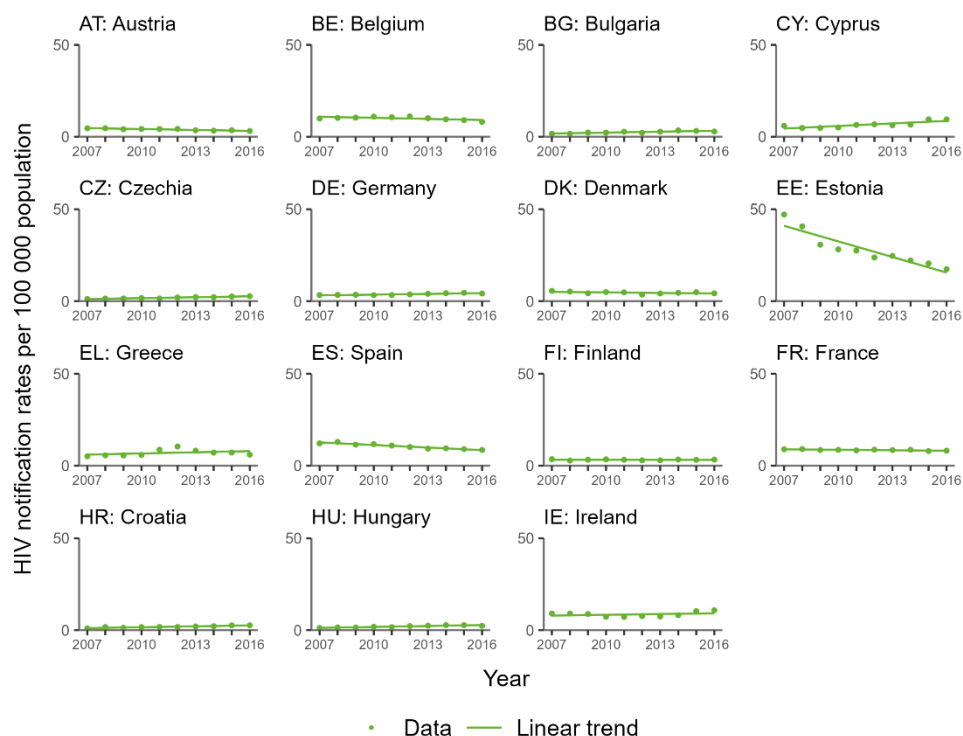 AT: Austria
BE: Belgium
BG: Bulgaria
CY: Cyprus
50
0
2007 2010 2013 2016
50
0
2007 2010 2013 2016
50
0
2007 2010 2013 2016
50
0
2007 2010 2013 2016
CZ: Czechia
DE: Germany
DK: Denmark
EE: Estonia
50
0
2007 2010 2013 2016
50
0
2007 2010 2013 2016
50
0
2007 2010 2013 2016
50
0
2007 2010 2013 2016
EL: Greece
ES: Spain
FI: Finland
FR: France
50
0
2007 2010 2013 2016
50
0
2007 2010 2013 2016
50
0
2007 2010 2013 2016
50
0
2007 2010 2013 2016
HR: Croatia
HU: Hungary
IE: Ireland
50
0
2007 2010 2013 2016
50
0
2007 2010 2013 2016
50
0
2007 2010 2013 2016
HIV notification rates per 100 000 population
Year
Data
Linear trend